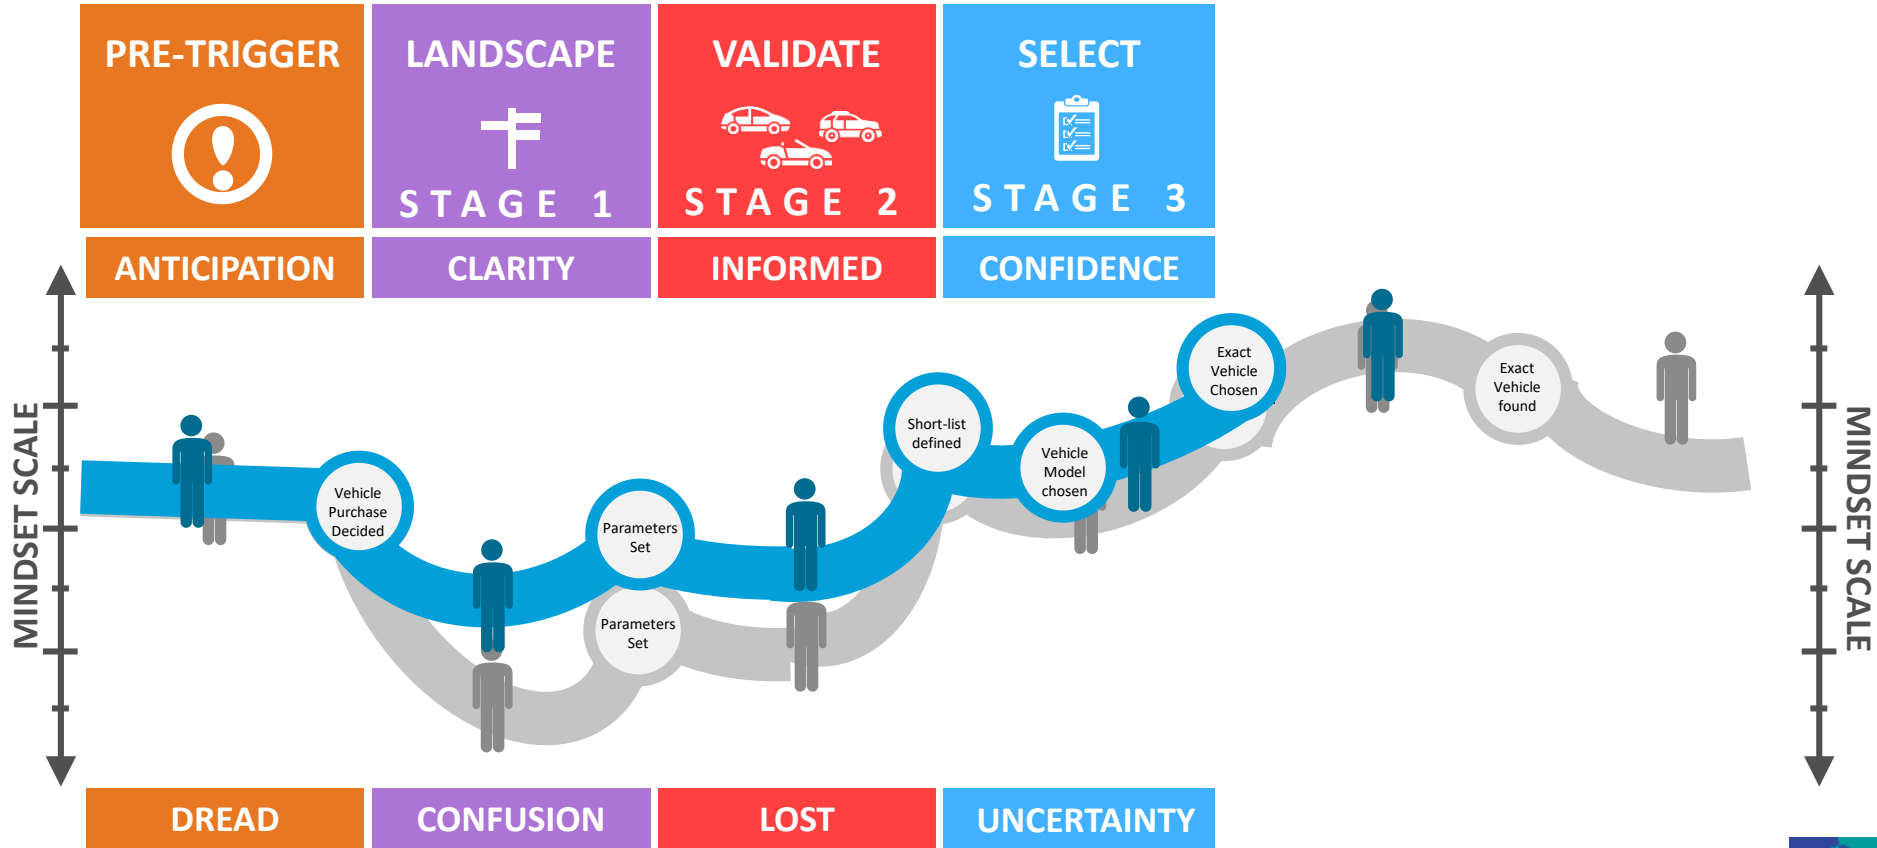 PRE-TRIGGER
LANDSCAPE
VALIDATE
SELECT
STAGE 1
STAGE 2
STAGE 3
ANTICIPATION
CLARITY
INFORMED
CONFIDENCE
MINDSET SCALE
Vehicle
Purchase
Decided
Parameters
Set
Parameters
Set
Short-list
defined
Vehicle
Model
chosen
Exact
Vehicle
Chosen
Exact
Vehicle
found
MINDSET SCALE
DREAD
CONFUSION
LOST
UNCERTAINTY